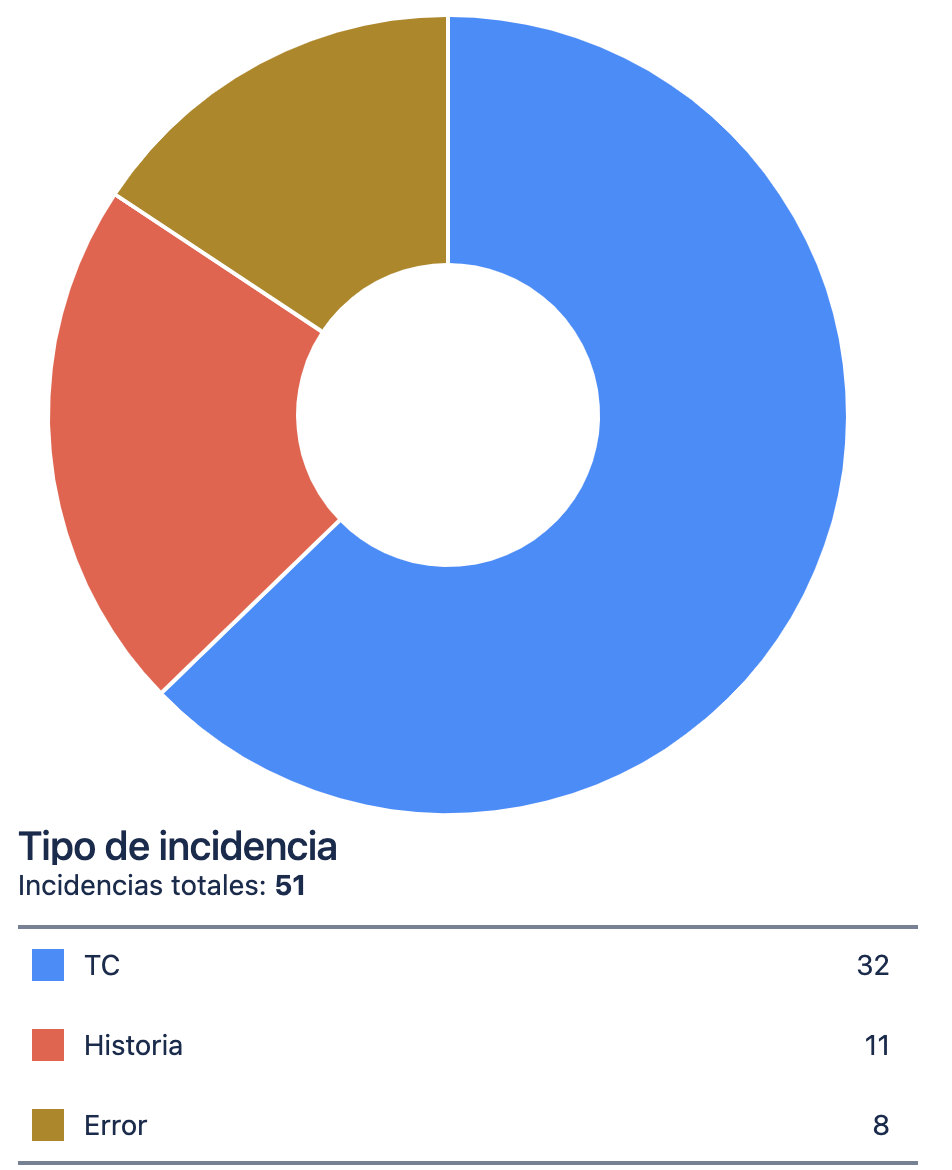 Tipo de incidencia
Incidencias totales: 51
TC 32
Historia 11
Error 8